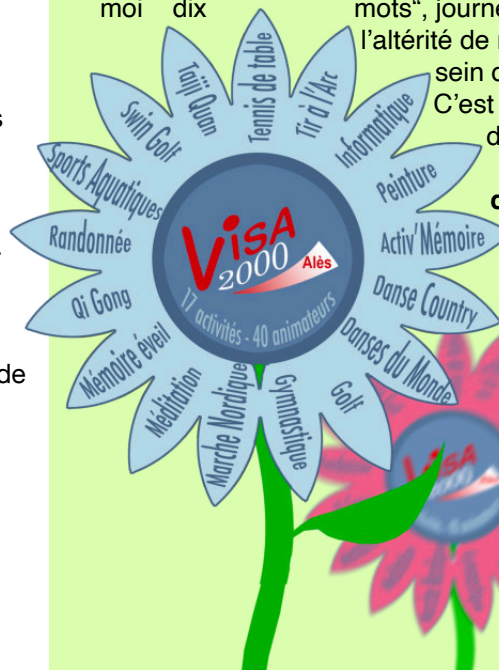 moi dix
mots“, journé
l'altérité de
sein
C'est
de
Tennis de table
Tir à l'Arc
Informatique
Peinture
Activ'Mémoire
Danse Country
Danses du Monde
Golf
Gymnastique
Marche Nordique
Méditation
Mémoire éveil
Qi Gong
Randonnée
Sports Aquatiques
Swin Golf
Taiji Quan
VISA
2000
Alès
17 activités - 40 animateurs
VISA